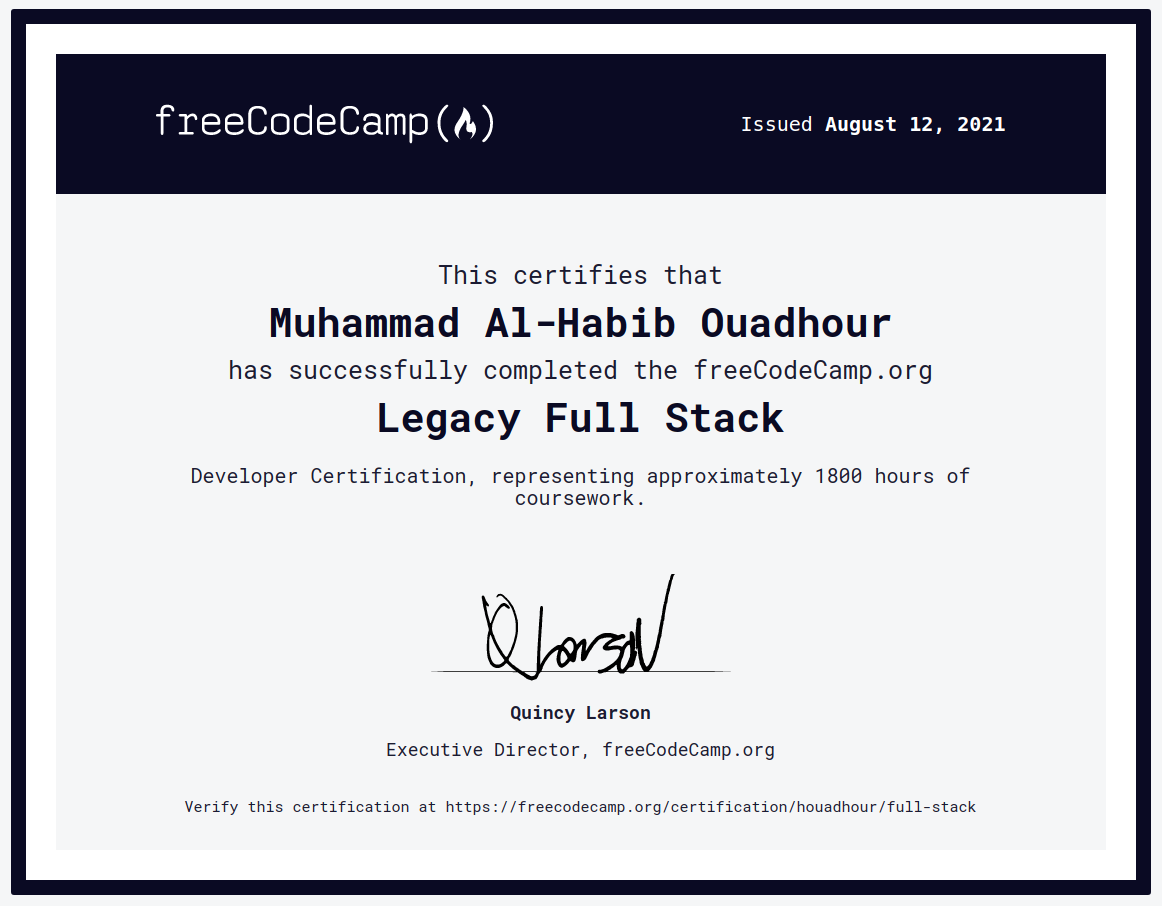 freeCodeCamp(🔥)
Issued August 12, 2021
This certifies that
Muhammad Al-Habib Ouadhour
has successfully completed the freeCodeCamp.org
Legacy Full Stack
Developer Certification, representing approximately 1800 hours of
coursework.
Q Larson
Quincy Larson
Executive Director, freeCodeCamp.org
Verify this certification at https://freecodecamp.org/certification/houadhour/full-stack